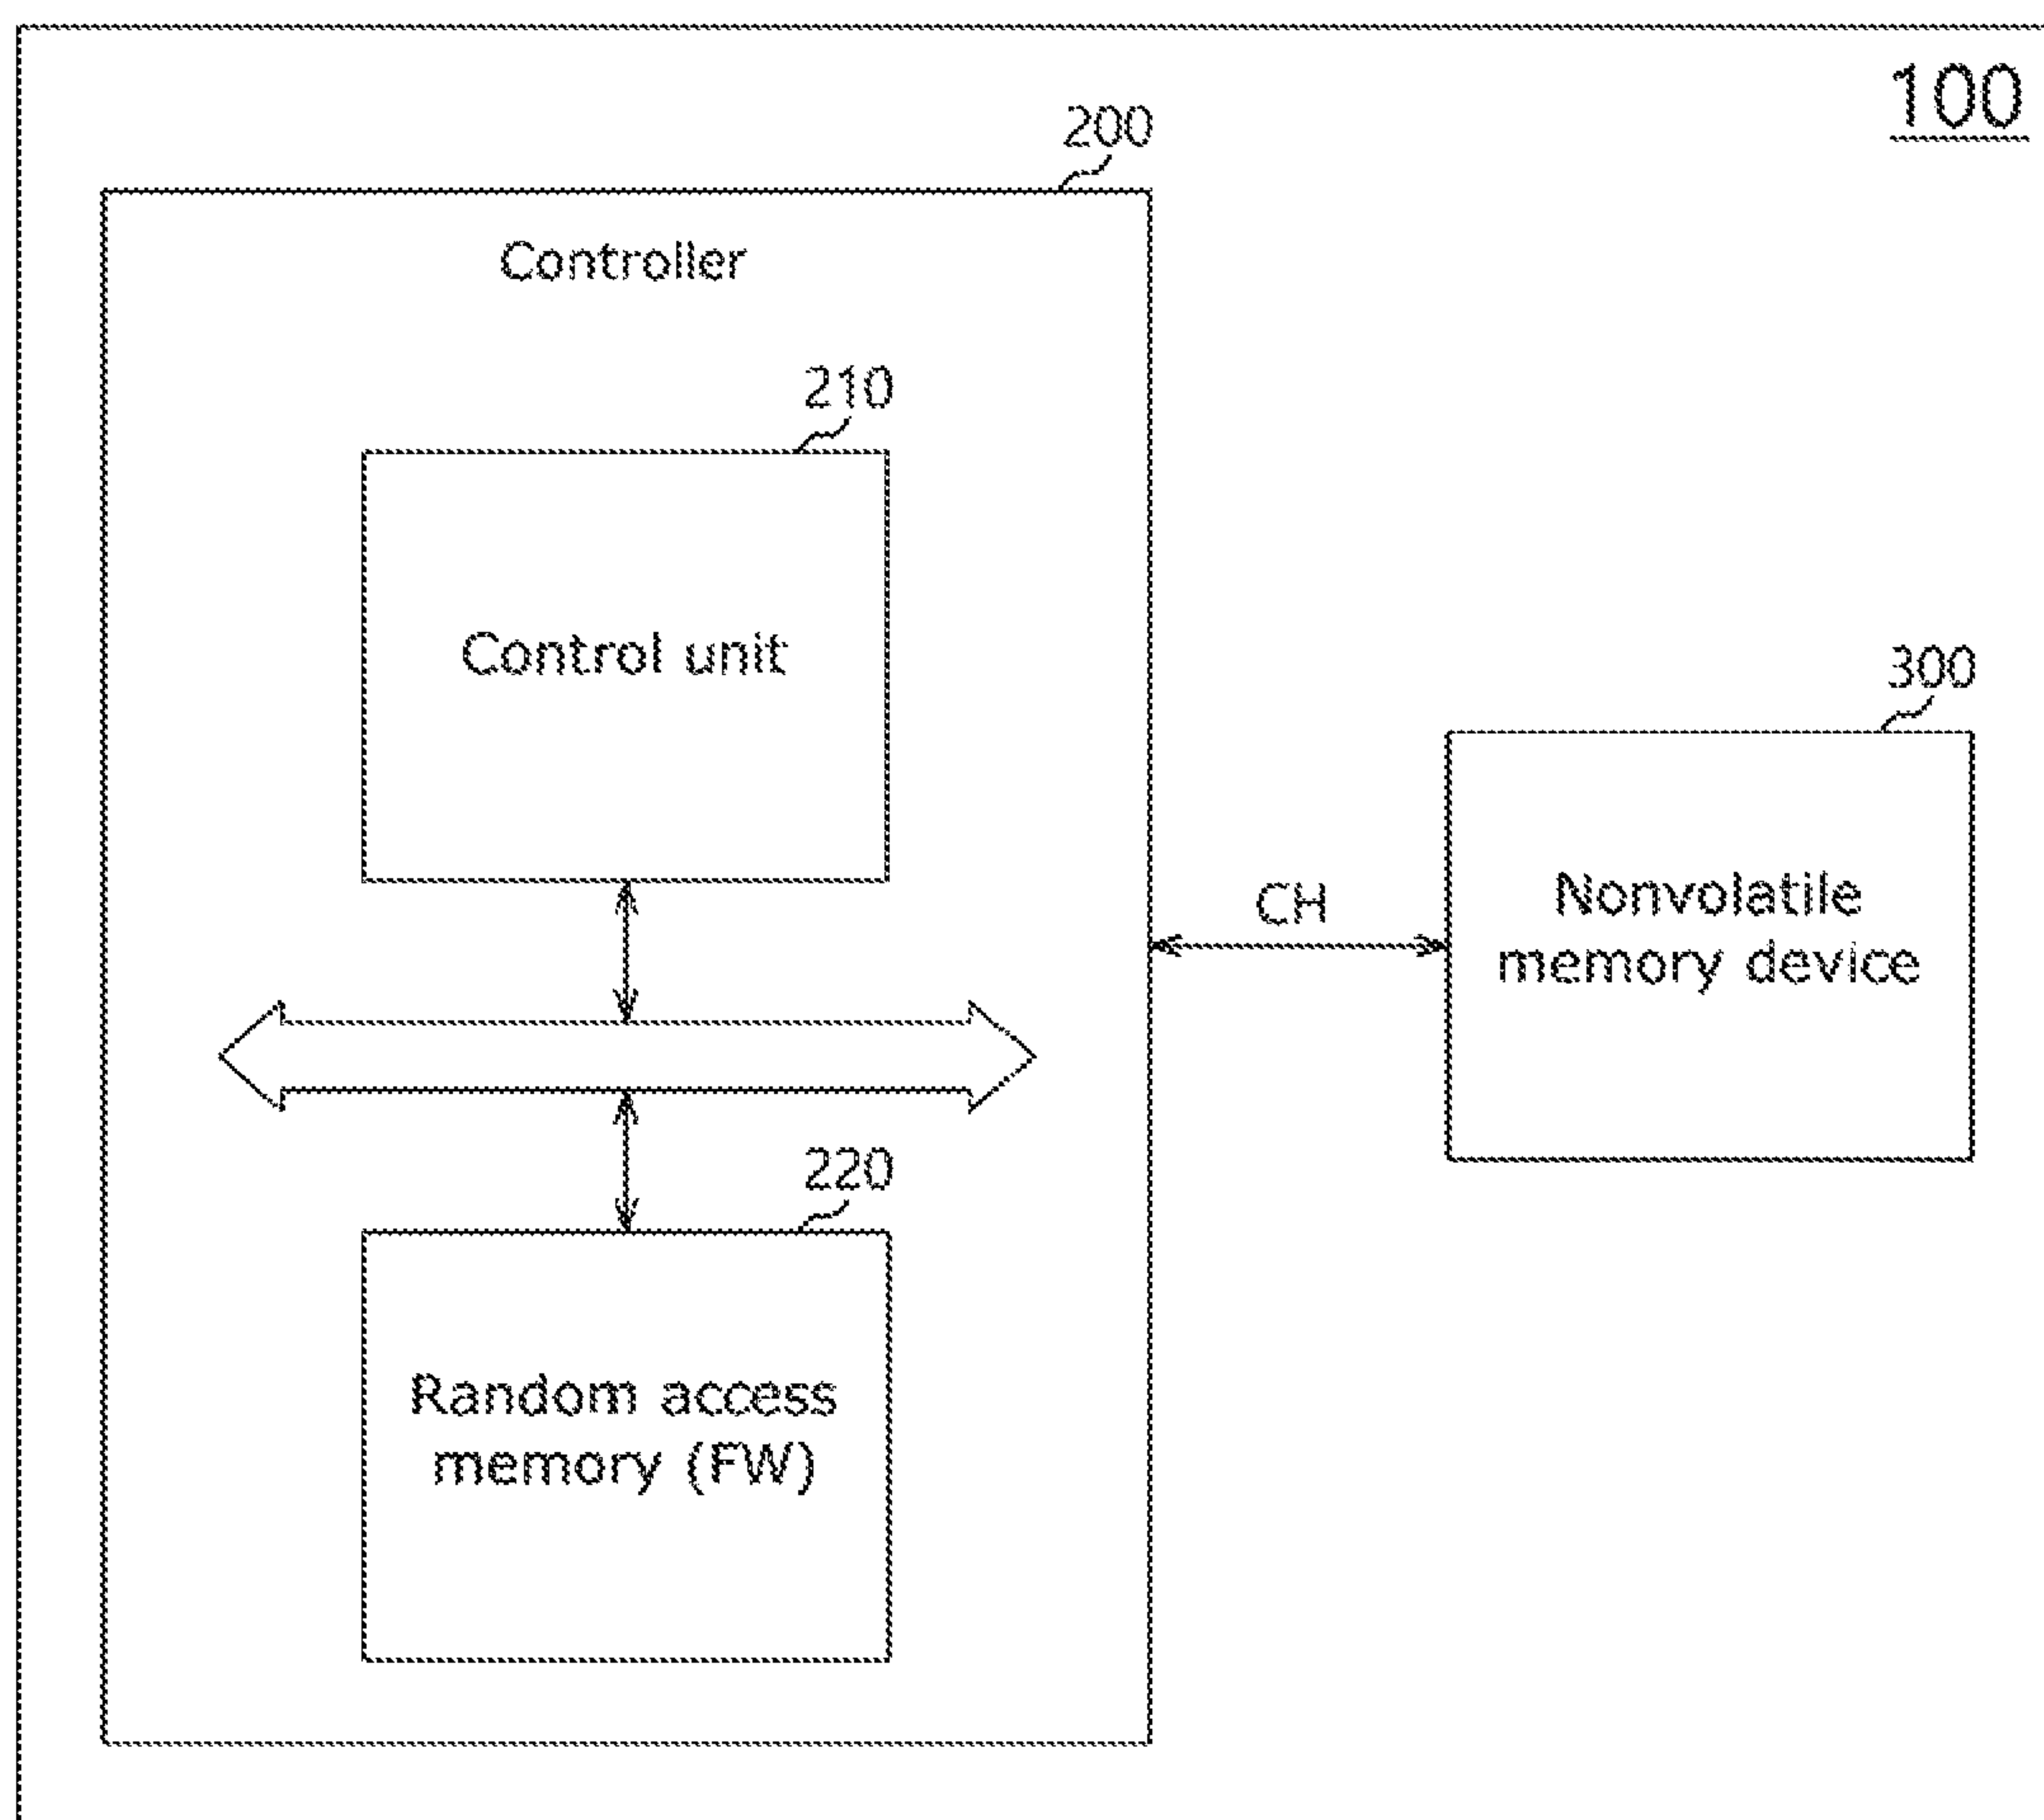 100
200
Controller
210
Control unit
300
CH
Nonvolatile
memory device
220
Random access
memory (FW)